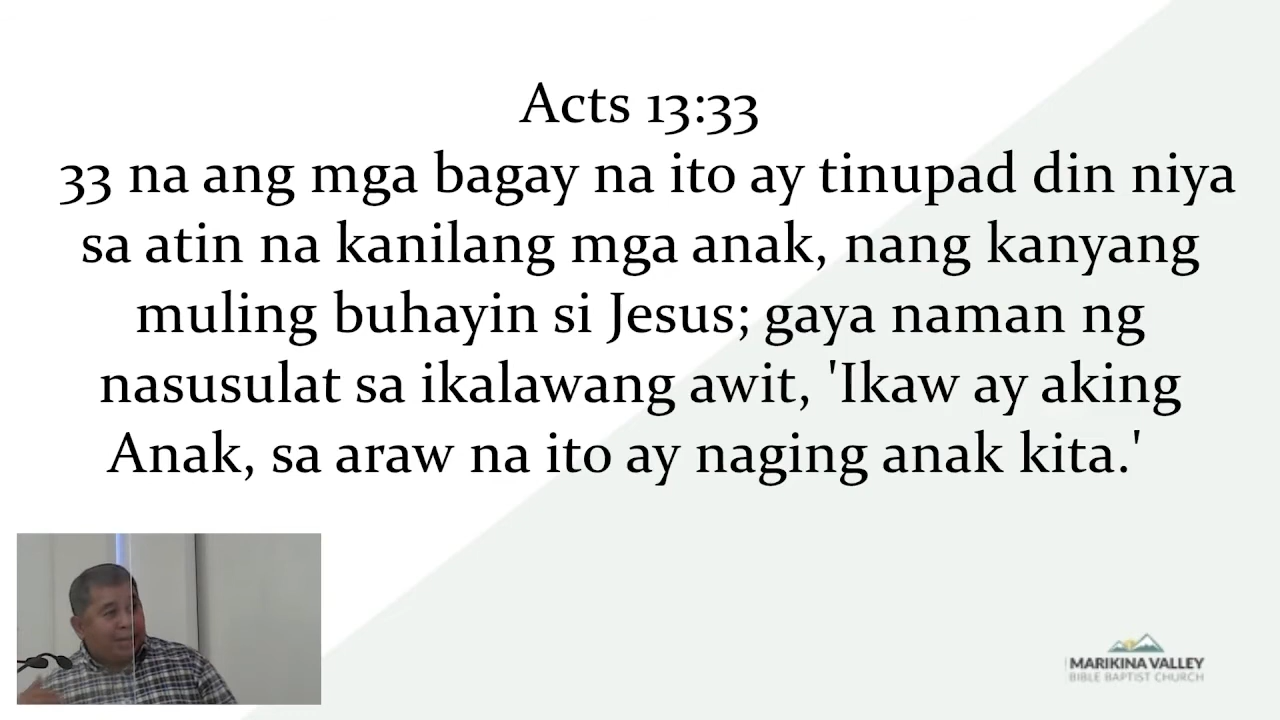 Acts 13:33
33 na ang mga bagay na ito ay tinupad din niya
sa atin na kanilang mga anak, nang kanyang
muling buhayin si Jesus; gaya naman ng
nasusulat sa ikalawang awit, 'Ikaw ay aking
Anak, sa araw na ito ay naging anak kita.'
MARIKINA VALLEY
BIBLE BAPTIST CHURCH